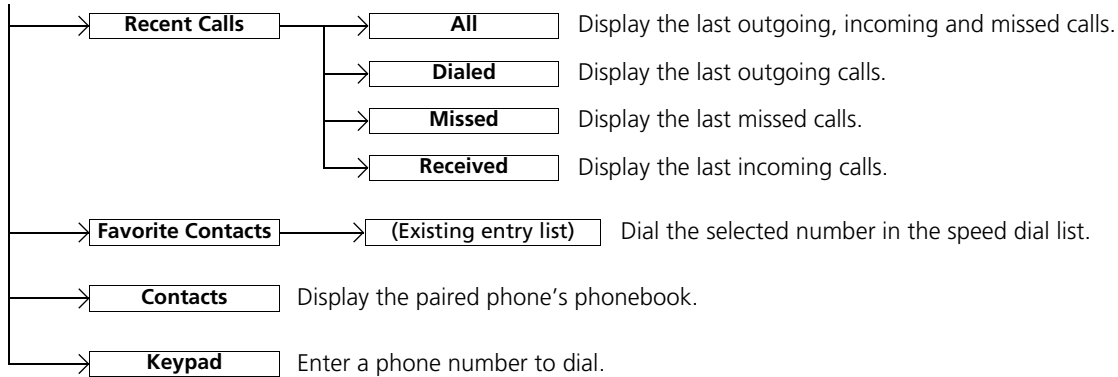 Recent Calls All Display the last outgoing, incoming and missed calls.
Dialed Display the last outgoing calls.
Missed Display the last missed calls.
Received Display the last incoming calls.
Favorite Contacts (Existing entry list) Dial the selected number in the speed dial list.
Contacts Display the paired phone's phonebook.
Keypad Enter a phone number to dial.